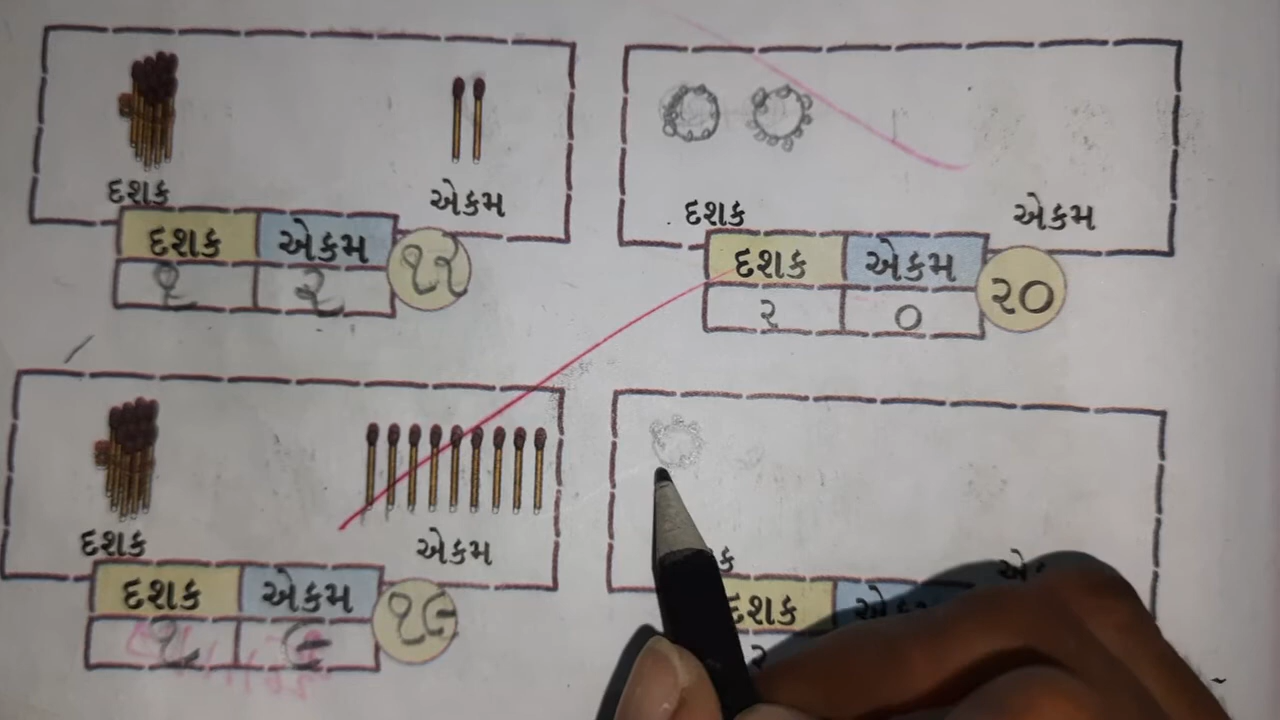 દશક એકમ
દશક એકમ
૧ ૨ ૧૨
દશક એકમ
દશક એકમ
૨ ૦ ૨૦
દશક એકમ
દશક એકમ
૧ ૯ ૧૯
દશક